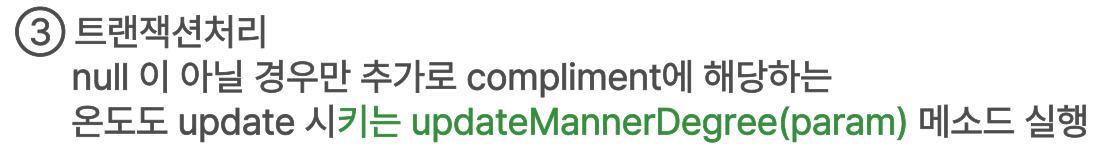 ③ 트랜잭션처리
null 이 아닐 경우만 추가로 compliment에 해당하는
온도도 update 시키는 updateMannerDegree(param) 메소드 실행